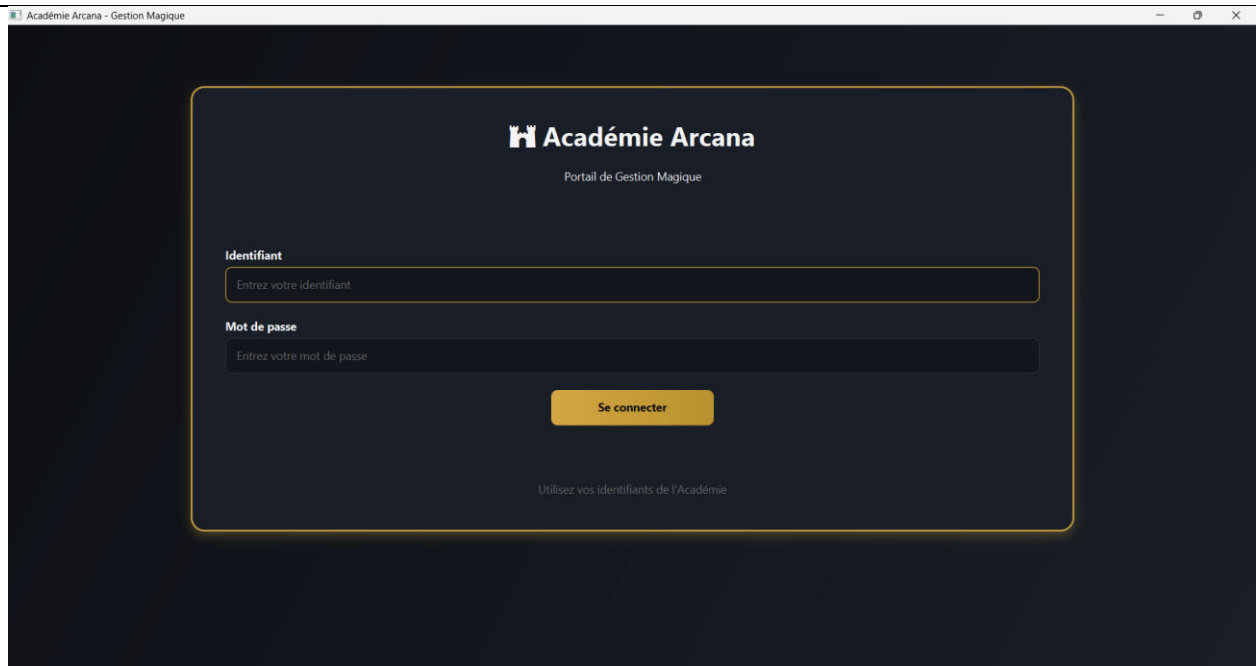 Académie Arcana - Gestion Magique
Académie Arcana
Portail de Gestion Magique
Identifiant
Entrez votre identifiant
Mot de passe
Entrez votre mot de passe
Se connecter
Utilisez vos identifiants de l'Académie